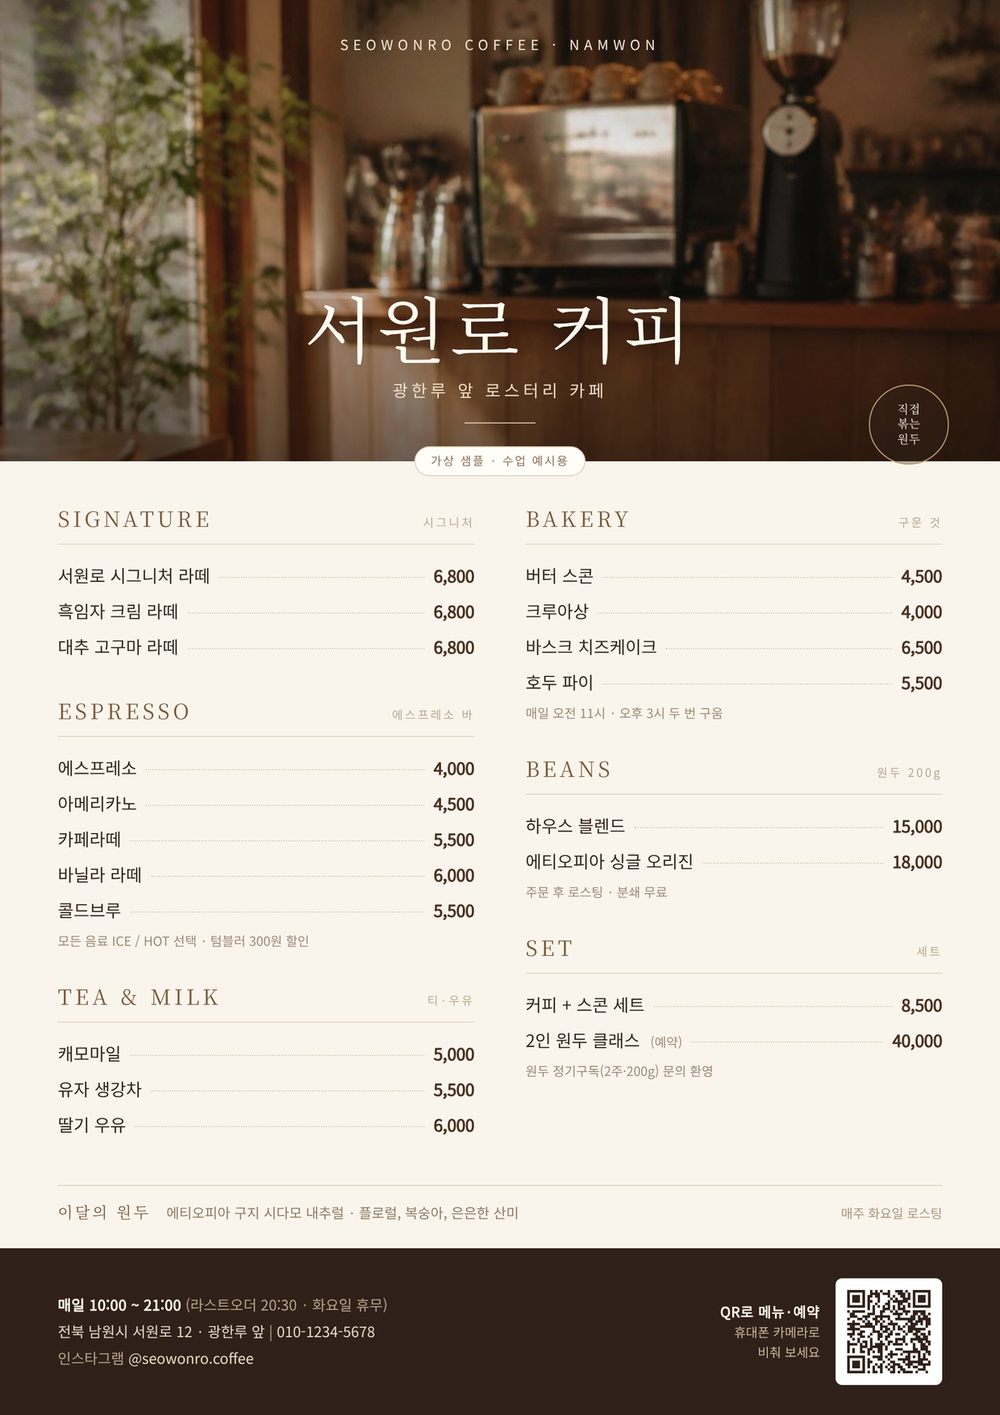 SEOWONRO COFFEE · NAMWON
서원로 커피
광한루 앞 로스터리 카페
직접
볶는
원두
가상 샘플 · 수업 예시용
SIGNATURE 시그니처
서원로 시그니처 라떼 6,800
흑임자 크림 라떼 6,800
대추 고구마 라떼 6,800
ESPRESSO 에스프레소 바
에스프레소 4,000
아메리카노 4,500
카페라떼 5,500
바닐라 라떼 6,000
콜드브루 5,500
모든 음료 ICE / HOT 선택 · 텀블러 300원 할인
TEA & MILK 티·우유
캐모마일 5,000
유자 생강차 5,500
딸기 우유 6,000
BAKERY 구운 것
버터 스콘 4,500
크루아상 4,000
바스크 치즈케이크 6,500
호두 파이 5,500
매일 오전 11시 · 오후 3시 두 번 구움
BEANS 원두 200g
하우스 블렌드 15,000
에티오피아 싱글 오리진 18,000
주문 후 로스팅 · 분쇄 무료
SET 세트
커피 + 스콘 세트 8,500
2인 원두 클래스 (예약) 40,000
원두 정기구독(2주·200g) 문의 환영
이달의 원두 에티오피아 구지 시다모 내추럴 · 플로럴, 복숭아, 은은한 산미 매주 화요일 로스팅
매일 10:00 ~ 21:00 (라스트오더 20:30 · 화요일 휴무)
전북 남원시 서원로 12 · 광한루 앞 | 010-1234-5678
인스타그램 @seowonro.coffee
QR로 메뉴·예약
휴대폰 카메라로
비춰 보세요